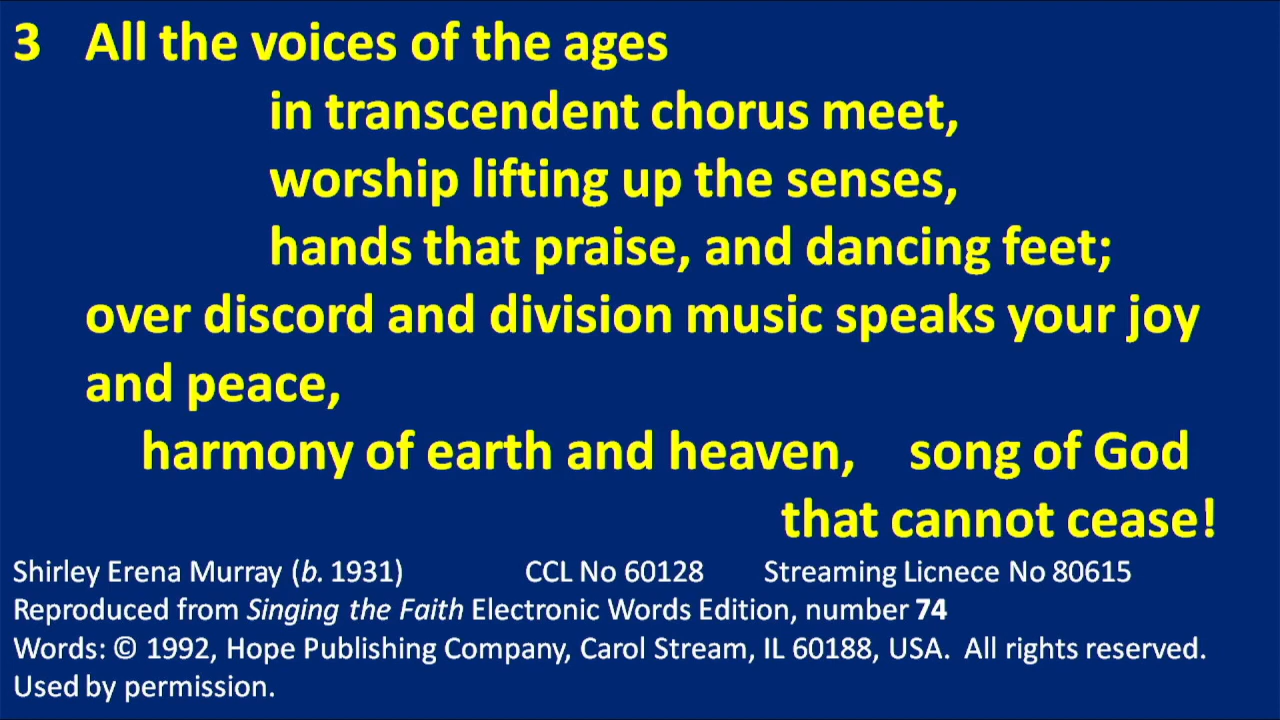 3 All the voices of the ages
in transcendent chorus meet,
worship lifting up the senses,
hands that praise, and dancing feet;
over discord and division music speaks your joy
and peace,
harmony of earth and heaven, song of God
that cannot cease!
Shirley Erena Murray (b. 1931) CCL No 60128 Streaming Licnece No 80615
Reproduced from Singing the Faith Electronic Words Edition, number 74
Words: © 1992, Hope Publishing Company, Carol Stream, IL 60188, USA. All rights reserved.
Used by permission.